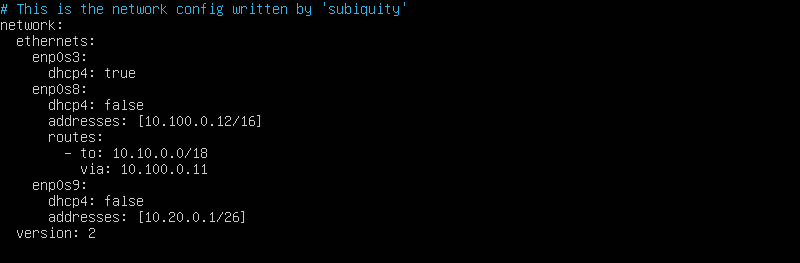 # This is the network config written by 'subiquity'
network:
  ethernets:
    enp0s3:
      dhcp4: true
    enp0s8:
      dhcp4: false
      addresses: [10.100.0.12/16]
      routes:
        - to: 10.10.0.0/18
          via: 10.100.0.11
    enp0s9:
      dhcp4: false
      addresses: [10.20.0.1/26]
  version: 2